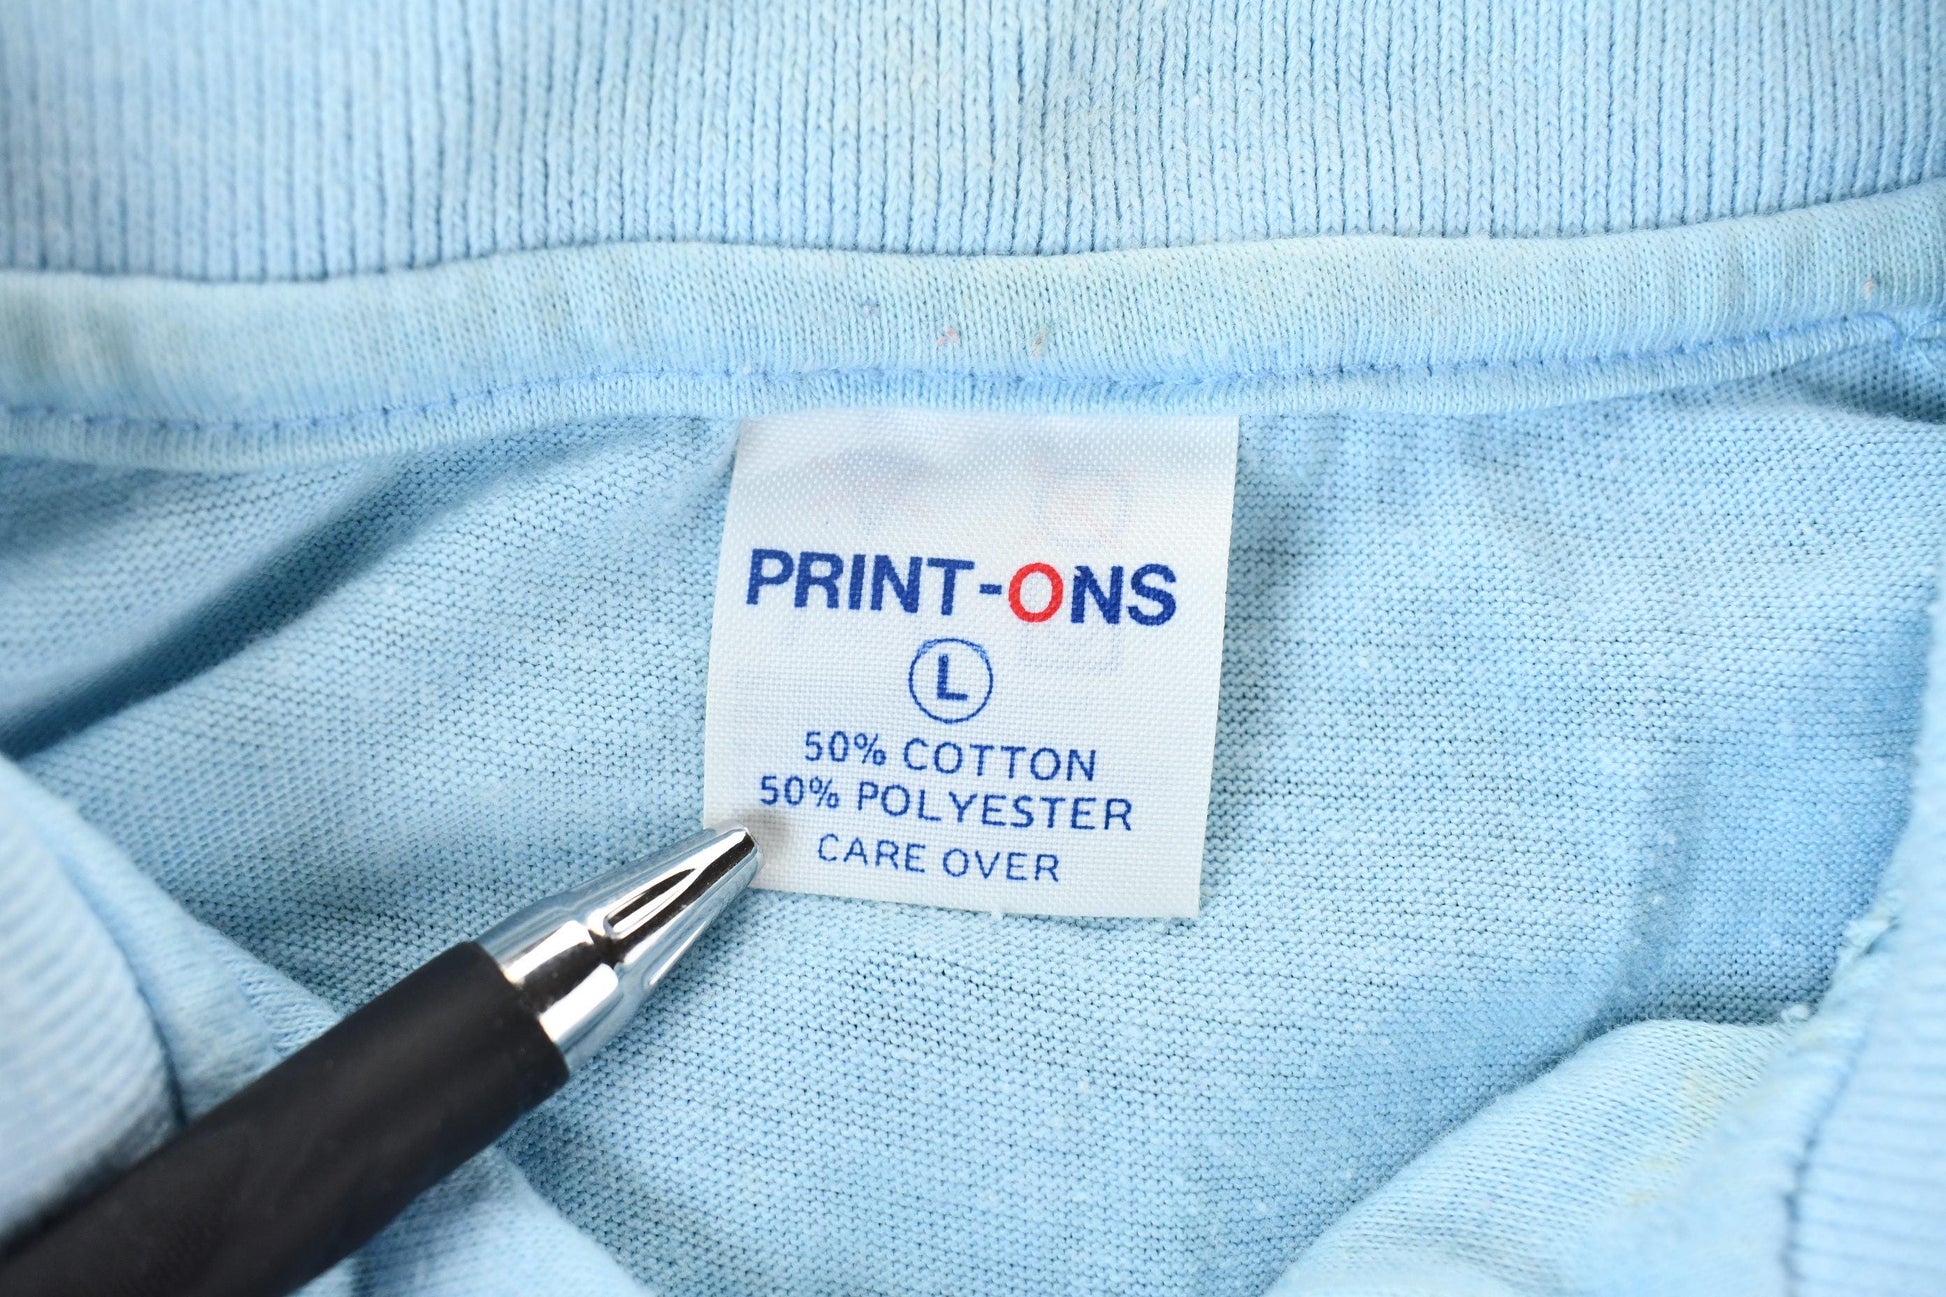 PRINT-ONS
L
50% COTTON
50% POLYESTER
CARE OVER